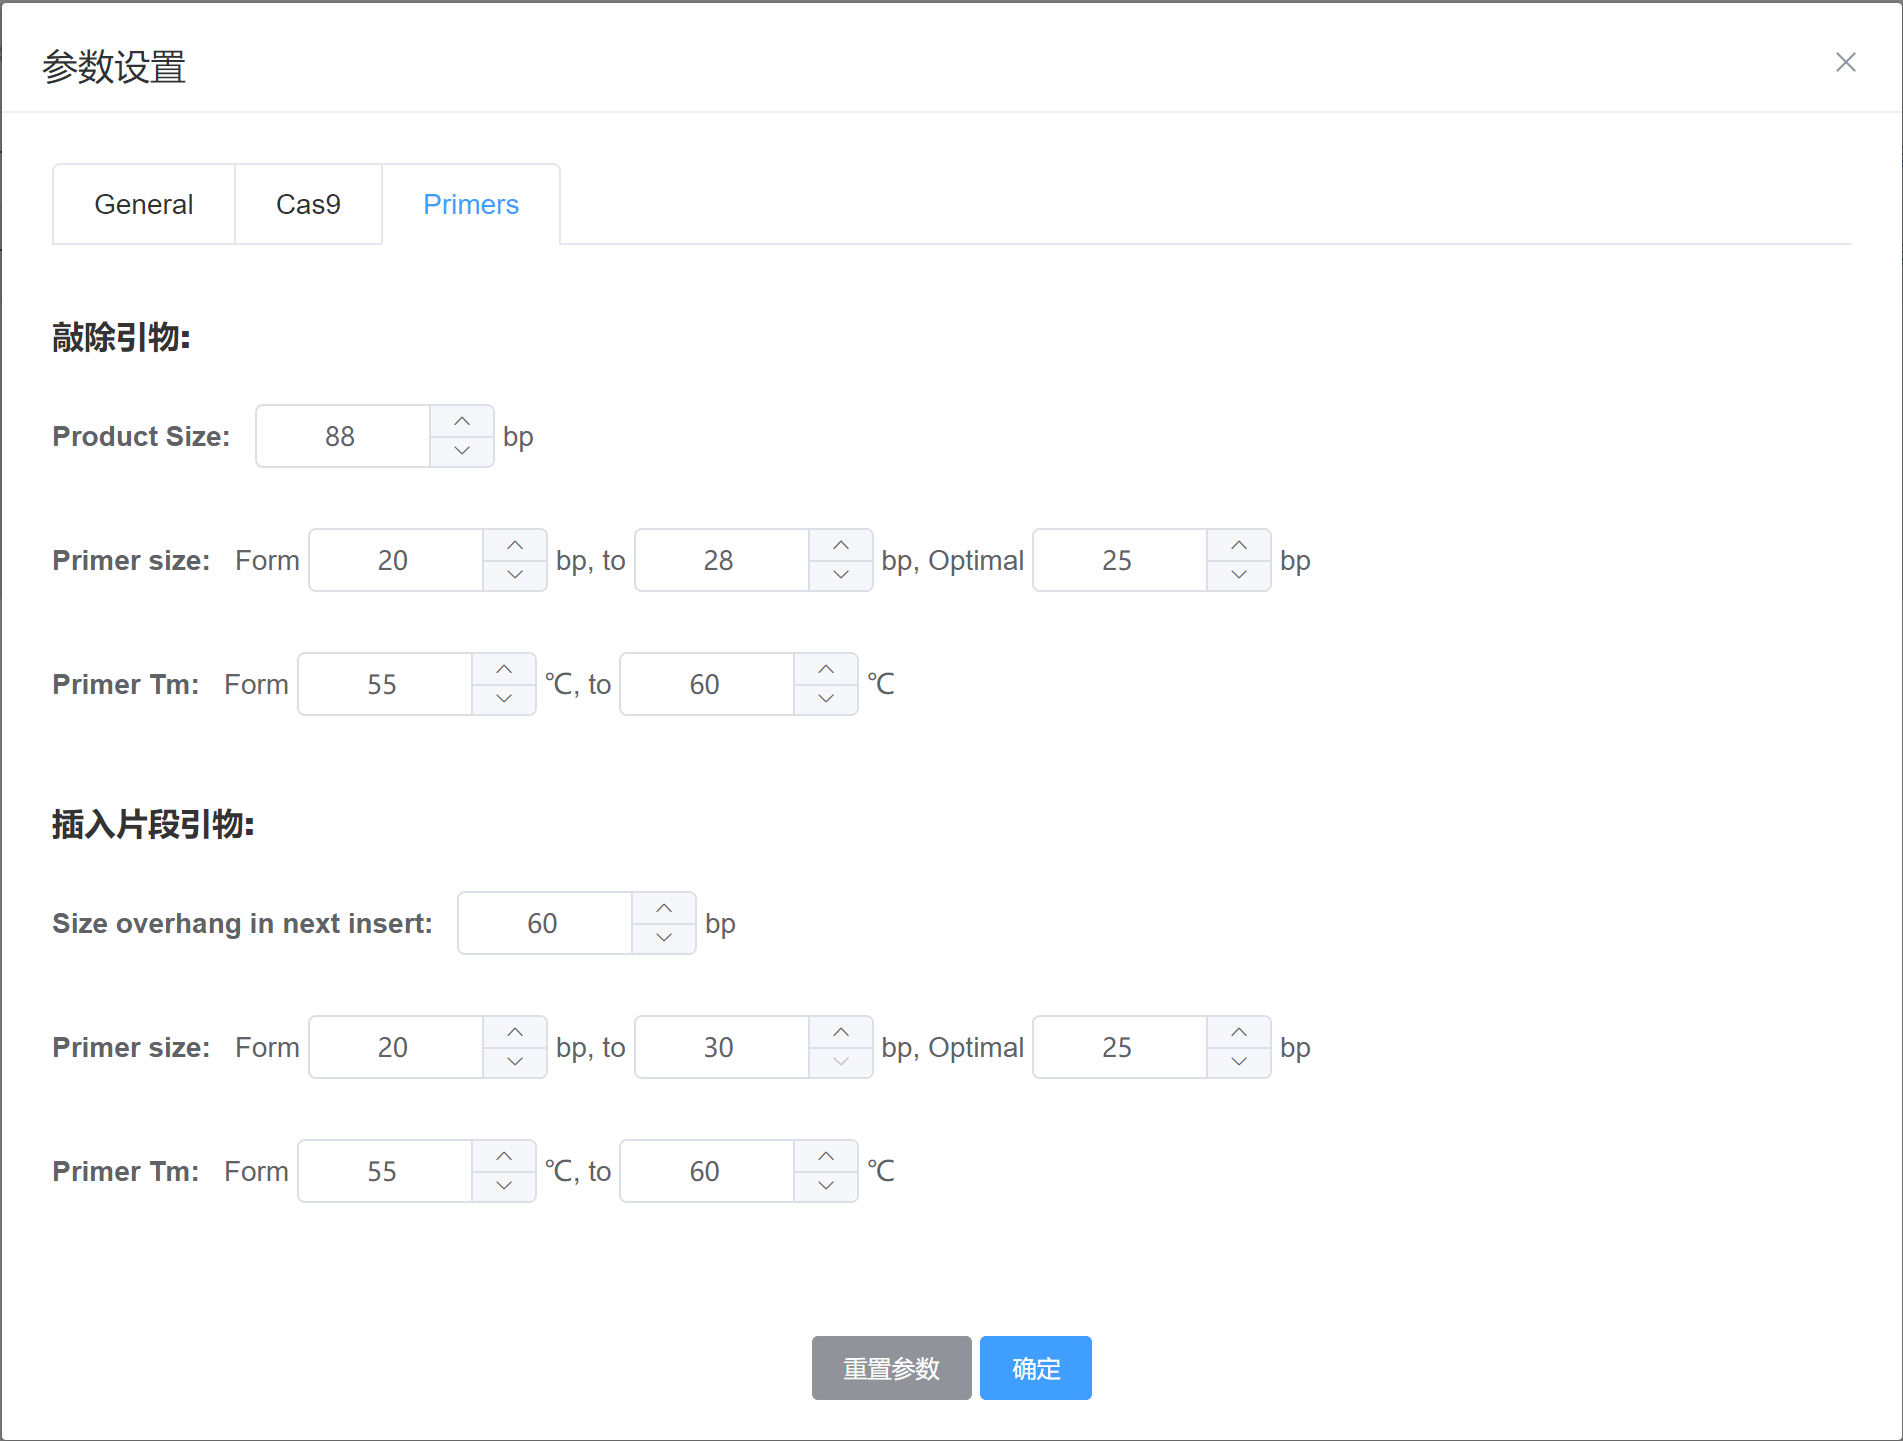 参数设置
General Cas9 Primers
敲除引物:
Product Size: 88 bp
Primer size: Form 20 bp, to 28 bp, Optimal 25 bp
Primer Tm: Form 55 ℃, to 60 ℃
插入片段引物:
Size overhang in next insert: 60 bp
Primer size: Form 20 bp, to 30 bp, Optimal 25 bp
Primer Tm: Form 55 ℃, to 60 ℃
重置参数 确定